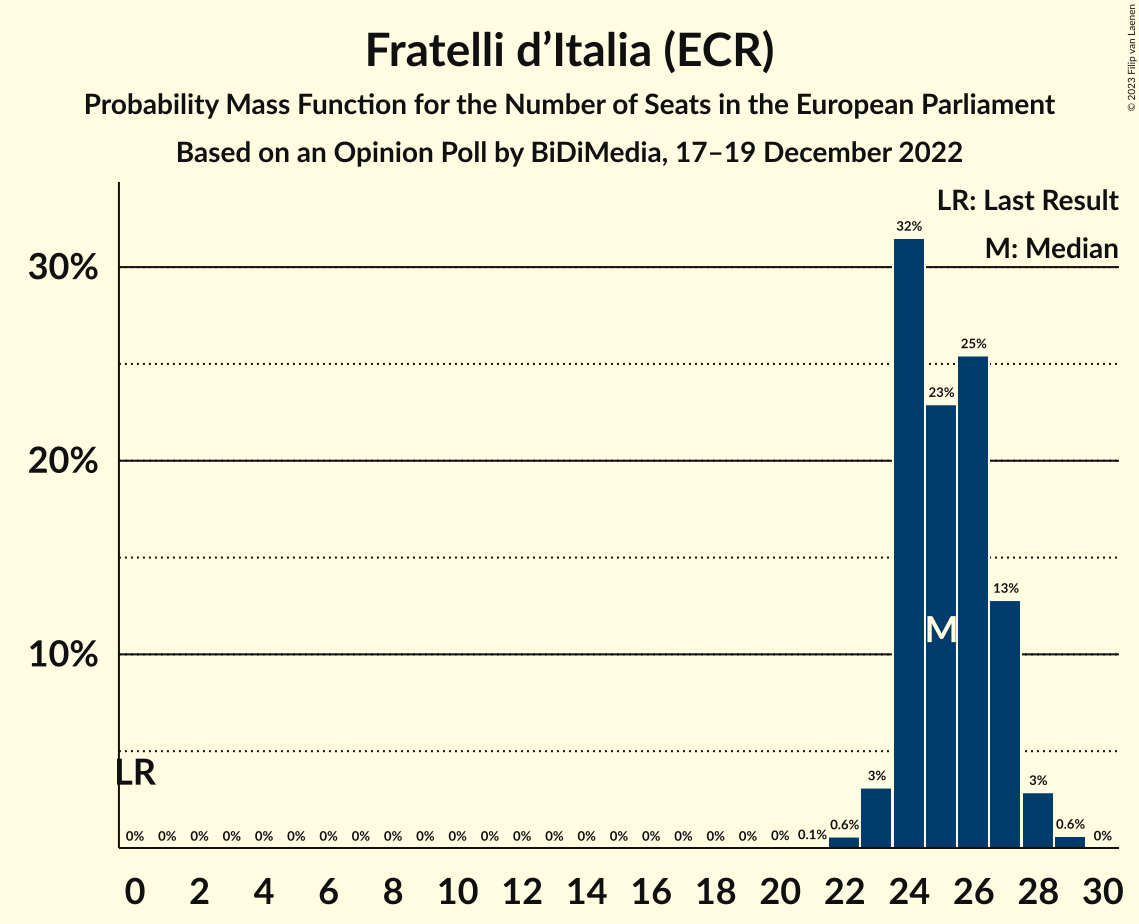 Fratelli d’Italia (ECR)
Probability Mass Function for the Number of Seats in the European Parliament
Based on an Opinion Poll by BiDiMedia, 17–19 December 2022
© 2023 Filip van Laenen
LR: Last Result
M: Median
32%
30%
25%
23%
20%
13%
M
10%
LR
3%
3%
0% 0% 0% 0% 0% 0% 0% 0% 0% 0% 0% 0% 0% 0% 0% 0% 0% 0% 0% 0% 0% 0.1% 0.6% 0.6% 0%
0 2 4 6 8 10 12 14 16 18 20 22 24 26 28 30